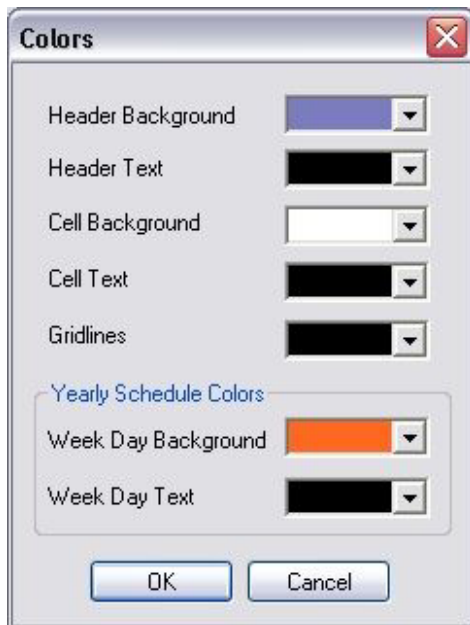 Colors
Header Background
Header Text
Cell Background
Cell Text
Gridlines
Yearly Schedule Colors
Week Day Background
Week Day Text
OK Cancel